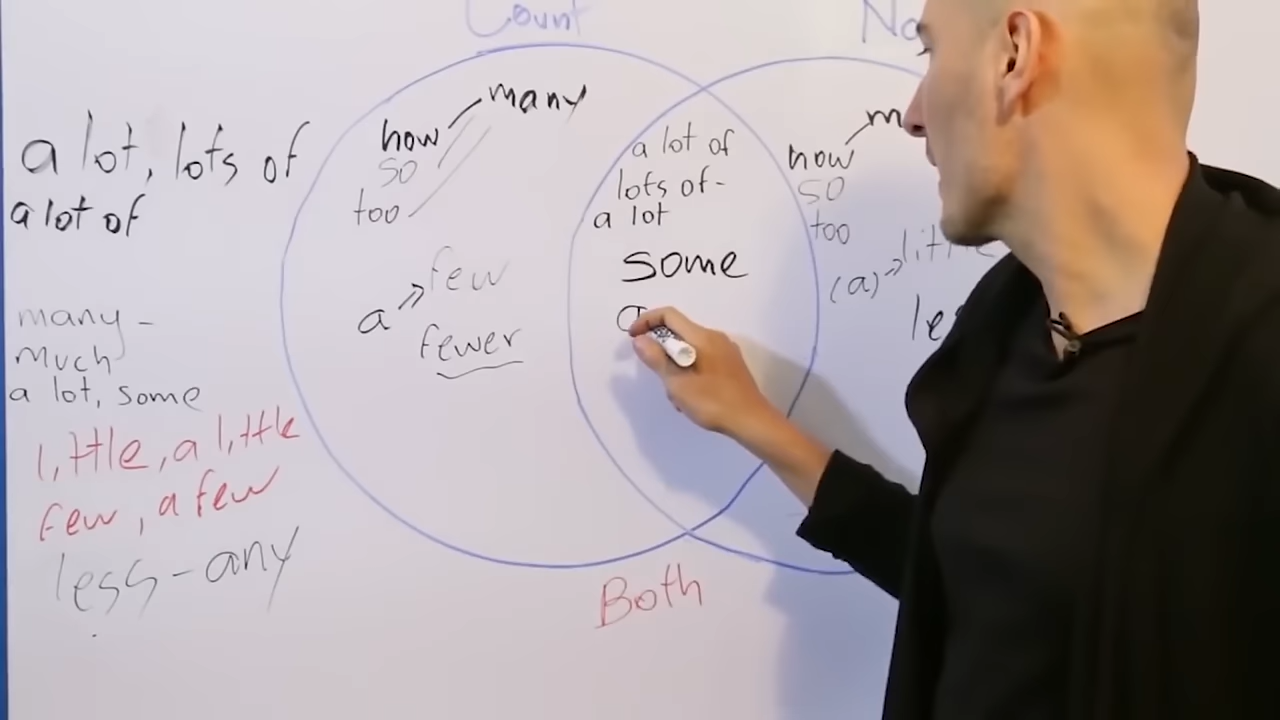 Count
a lot, lots of
a lot of
many -
much
a lot, some
little, a little
few, a few
less - any
how many
so
too
a few
fewer
a lot of
lots of -
a lot
some
how
so
too
(a)
Both